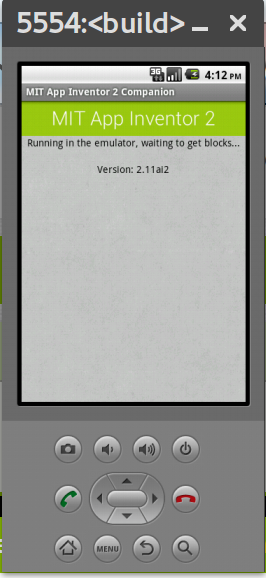 5554:<build>
3G 4:12 PM
MIT App Inventor 2 Companion
MIT App Inventor 2
Running in the emulator, waiting to get blocks...
Version: 2.11ai2
MENU